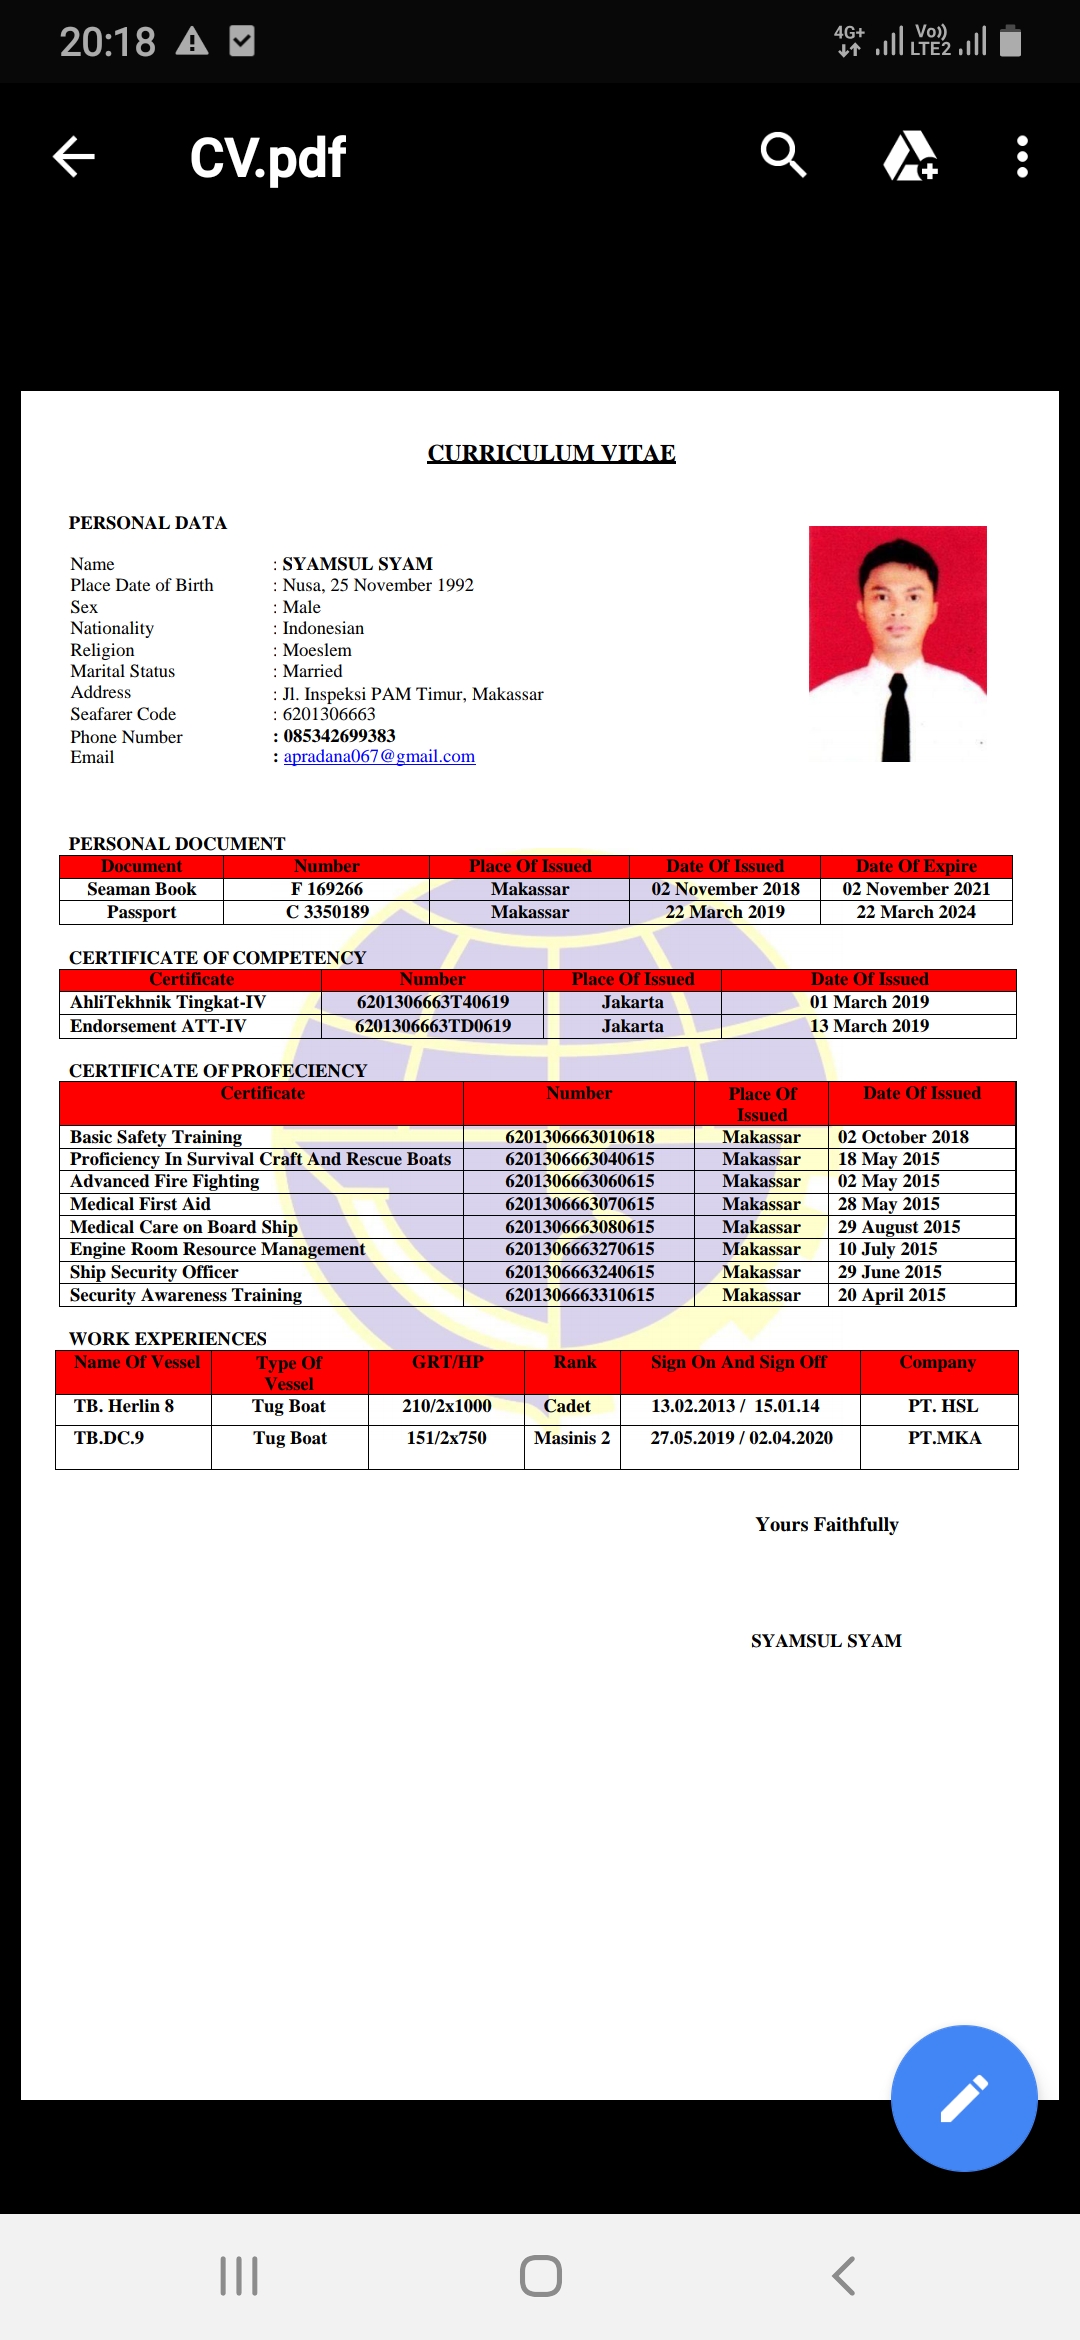 20:18
4G+ Vo)) LTE2
CV.pdf
CURRICULUM VITAE
PERSONAL DATA
Name : SYAMSUL SYAM
Place Date of Birth : Nusa, 25 November 1992
Sex : Male
Nationality : Indonesian
Religion : Moeslem
Marital Status : Married
Address : Jl. Inspeksi PAM Timur, Makassar
Seafarer Code : 6201306663
Phone Number : 085342699383
Email : apradana067@gmail.com
PERSONAL DOCUMENT
Document Number Place Of Issued Date Of Issued Date Of Expire
Seaman Book F 169266 Makassar 02 November 2018 02 November 2021
Passport C 3350189 Makassar 22 March 2019 22 March 2024
CERTIFICATE OF COMPETENCY
Certificate Number Place Of Issued Date Of Issued
AhliTekhnik Tingkat-IV 6201306663T40619 Jakarta 01 March 2019
Endorsement ATT-IV 6201306663TD0619 Jakarta 13 March 2019
CERTIFICATE OF PROFECIENCY
Certificate Number Place Of Date Of Issued
Issued
Basic Safety Training 6201306663010618 Makassar 02 October 2018
Proficiency In Survival Craft And Rescue Boats 6201306663040615 Makassar 18 May 2015
Advanced Fire Fighting 6201306663060615 Makassar 02 May 2015
Medical First Aid 6201306663070615 Makassar 28 May 2015
Medical Care on Board Ship 6201306663080615 Makassar 29 August 2015
Engine Room Resource Management 6201306663270615 Makassar 10 July 2015
Ship Security Officer 6201306663240615 Makassar 29 June 2015
Security Awareness Training 6201306663310615 Makassar 20 April 2015
WORK EXPERIENCES
Name Of Vessel Type Of GRT/HP Rank Sign On And Sign Off Company
Vessel
TB. Herlin 8 Tug Boat 210/2x1000 Cadet 13.02.2013 / 15.01.14 PT. HSL
TB.DC.9 Tug Boat 151/2x750 Masinis 2 27.05.2019 / 02.04.2020 PT.MKA
Yours Faithfully
SYAMSUL SYAM